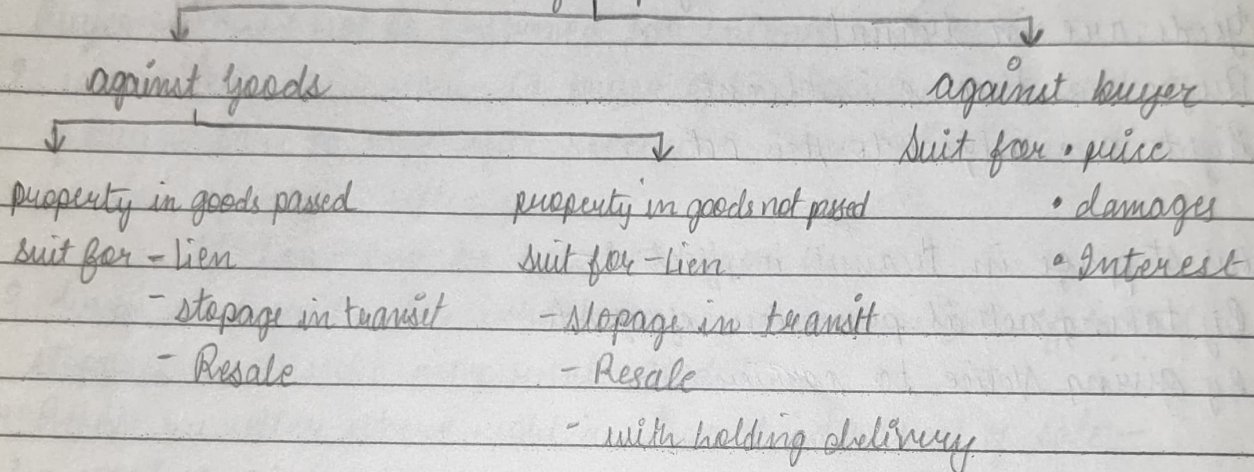 against goods against buyer
suit for • price
property in goods passed property in goods not passed • damages
suit for - lien suit for - Lien • Interest
- stopage in transit - stopage in transit
- Resale - Resale
- with holding delivery